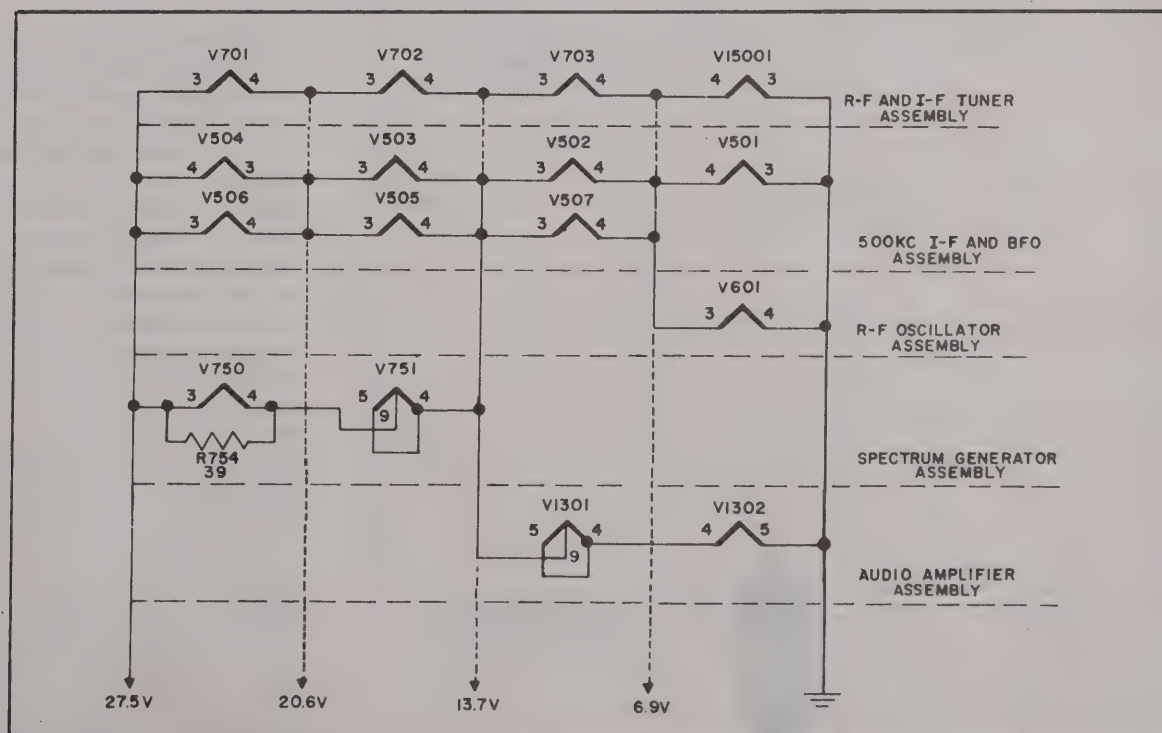 V701 V702 V703 V15001
3 4 3 4 3 4 4 3
R-F AND I-F TUNER
ASSEMBLY
V504 V503 V502 V501
4 3 3 4 3 4 4 3
V506 V505 V507
3 4 3 4 3 4
500KC I-F AND BFO
ASSEMBLY
V601
3 4
R-F OSCILLATOR
ASSEMBLY
V750 V751
3 4 5 9 4
R754
39
SPECTRUM GENERATOR
ASSEMBLY
V1301 V1302
5 9 4 4 5
AUDIO AMPLIFIER
ASSEMBLY
27.5V 20.6V 13.7V 6.9V